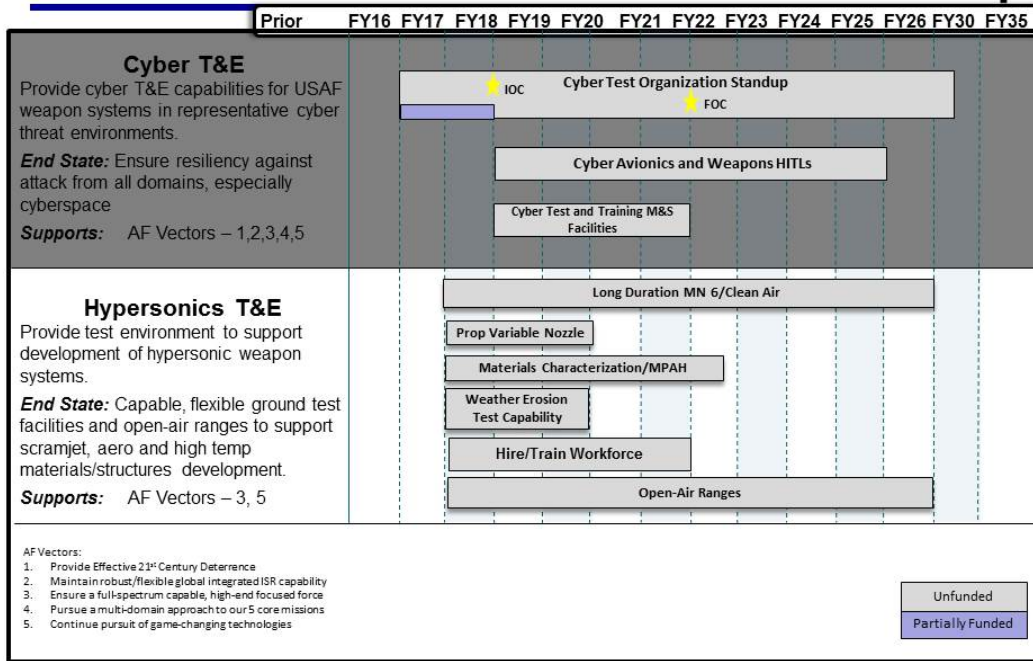 Prior FY16 FY17 FY18 FY19 FY20 FY21 FY22 FY23 FY24 FY25 FY26 FY30 FY35
Cyber T&E
Provide cyber T&E capabilities for USAF
weapon systems in representative cyber
threat environments.
End State: Ensure resiliency against
attack from all domains, especially
cyberspace
Supports: AF Vectors – 1,2,3,4,5
Cyber Test Organization Standup
IOC
FOC
Cyber Avionics and Weapons HITLs
Cyber Test and Training M&S
Facilities
Hypersonics T&E
Provide test environment to support
development of hypersonic weapon
systems.
End State: Capable, flexible ground test
facilities and open-air ranges to support
scramjet, aero and high temp
materials/structures development.
Supports: AF Vectors – 3, 5
Long Duration MN 6/Clean Air
Prop Variable Nozzle
Materials Characterization/MPAH
Weather Erosion
Test Capability
Hire/Train Workforce
Open-Air Ranges
AF Vectors:
1. Provide Effective 21st Century Deterrence
2. Maintain robust/flexible global integrated ISR capability
3. Ensure a full-spectrum capable, high-end focused force
4. Pursue a multi-domain approach to our 5 core missions
5. Continue pursuit of game-changing technologies
Unfunded
Partially Funded